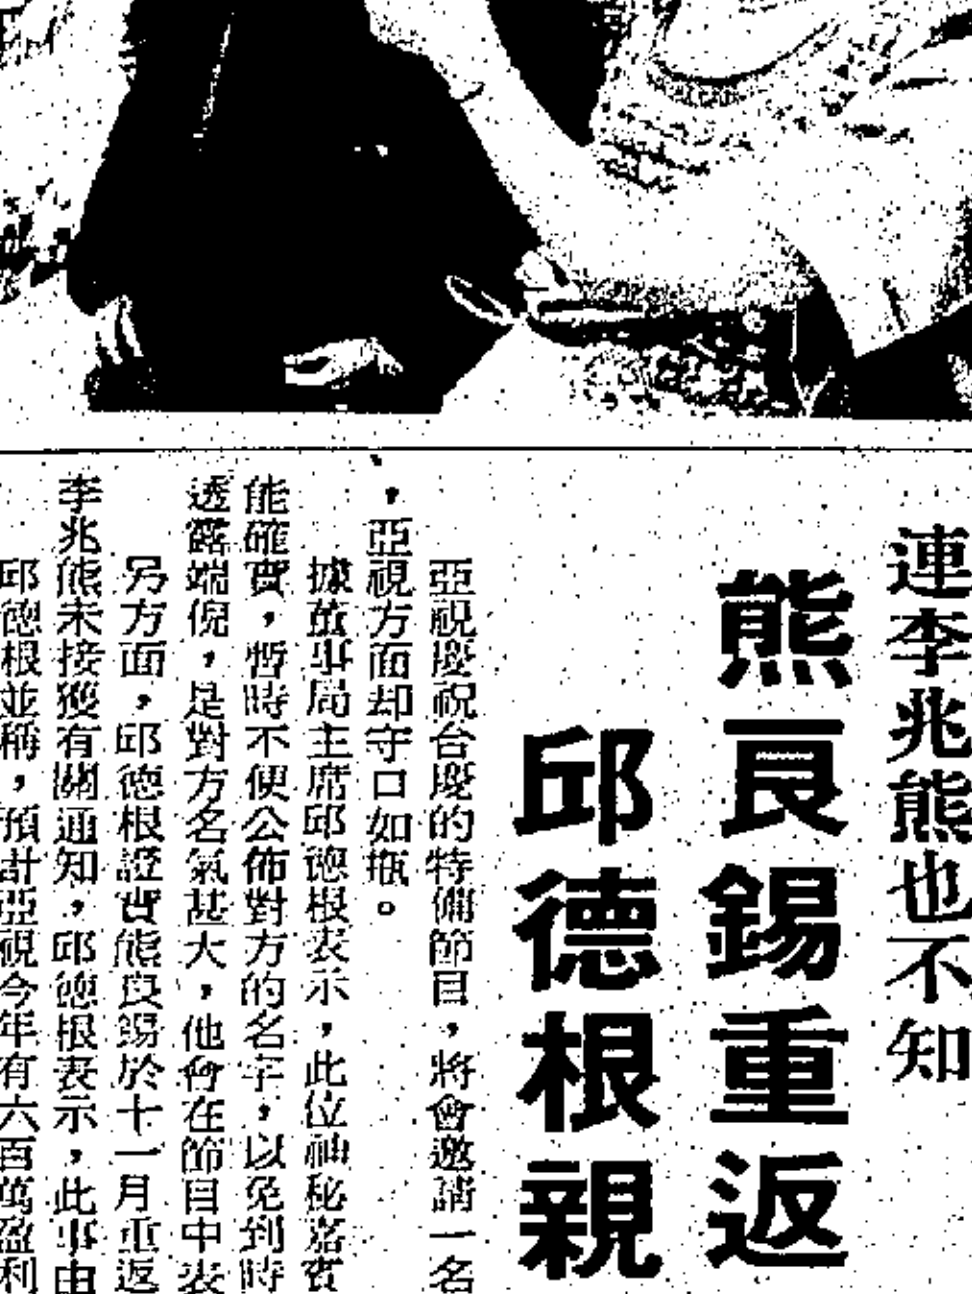 連李兆熊也不知
熊良錫重返
邱德根親
亞視慶祝台慶的特備節目，將會邀請一名
，亞視方面却守口如瓶。
據董事局主席邱德根表示，此位神秘嘉賓
能確實，暫時不便公佈對方的名字，以免到時
透露端倪，是對方名氣甚大，他會在節目中表
另方面，邱德根證實熊良錫於十一月重返
李兆熊未接獲有關通知，邱德根表示，此事由
邱德根並稱，預計亞視今年有六百萬盈利